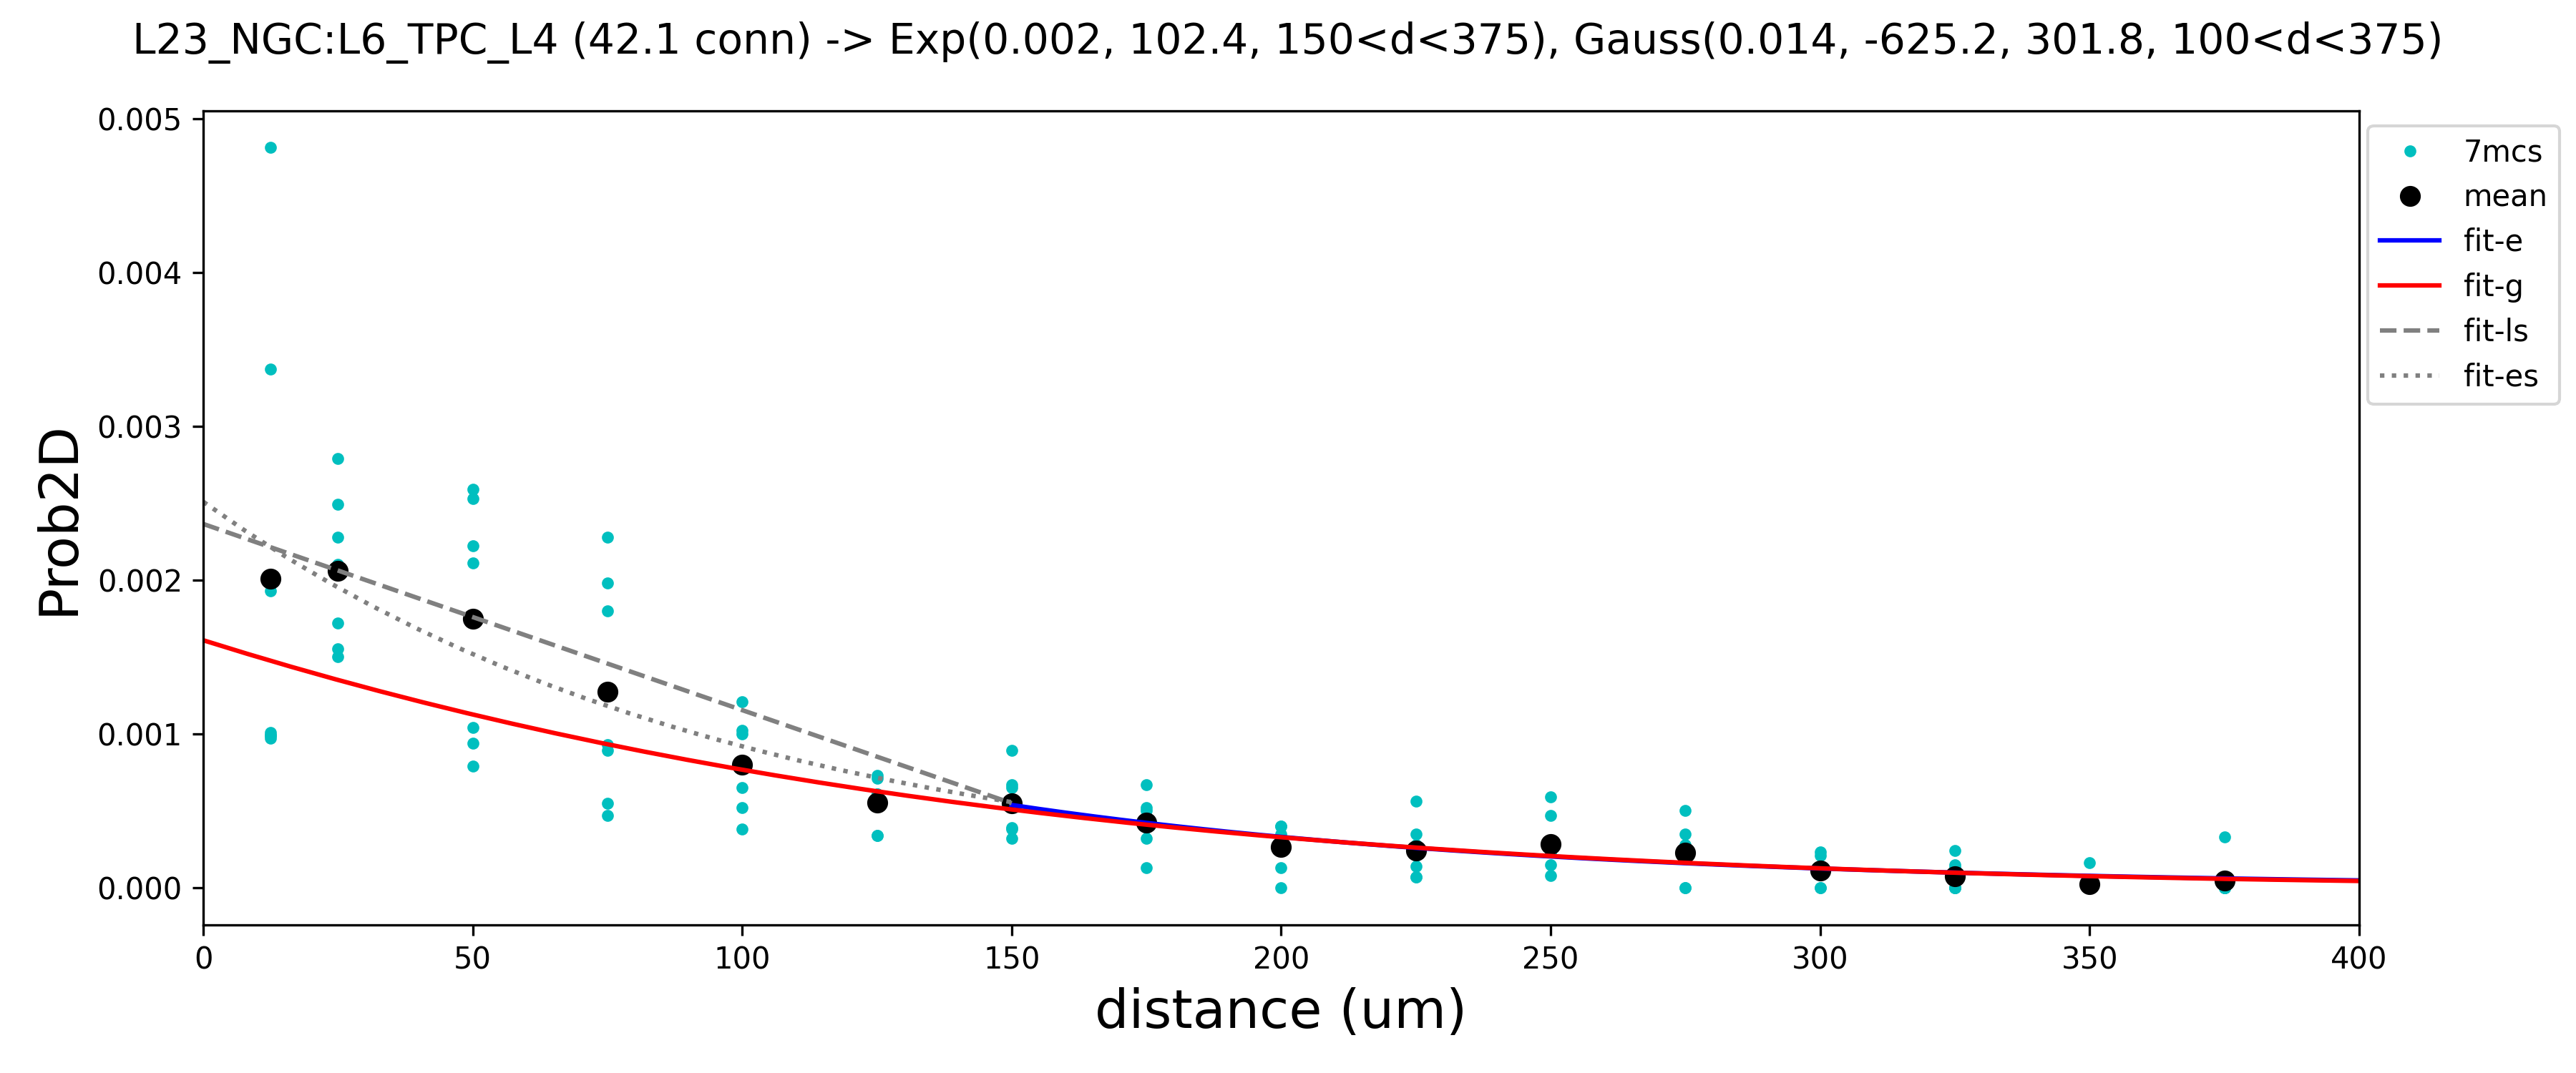 L23_NGC:L6_TPC_L4 (42.1 conn) -> Exp(0.002, 102.4, 150<d<375), Gauss(0.014, -625.2, 301.8, 100<d<375)
0.005
0.004
0.003
0.002
0.001
0.000
Prob2D
0 50 100 150 200 250 300 350 400
distance (um)
7mcs
mean
fit-e
fit-g
fit-ls
fit-es